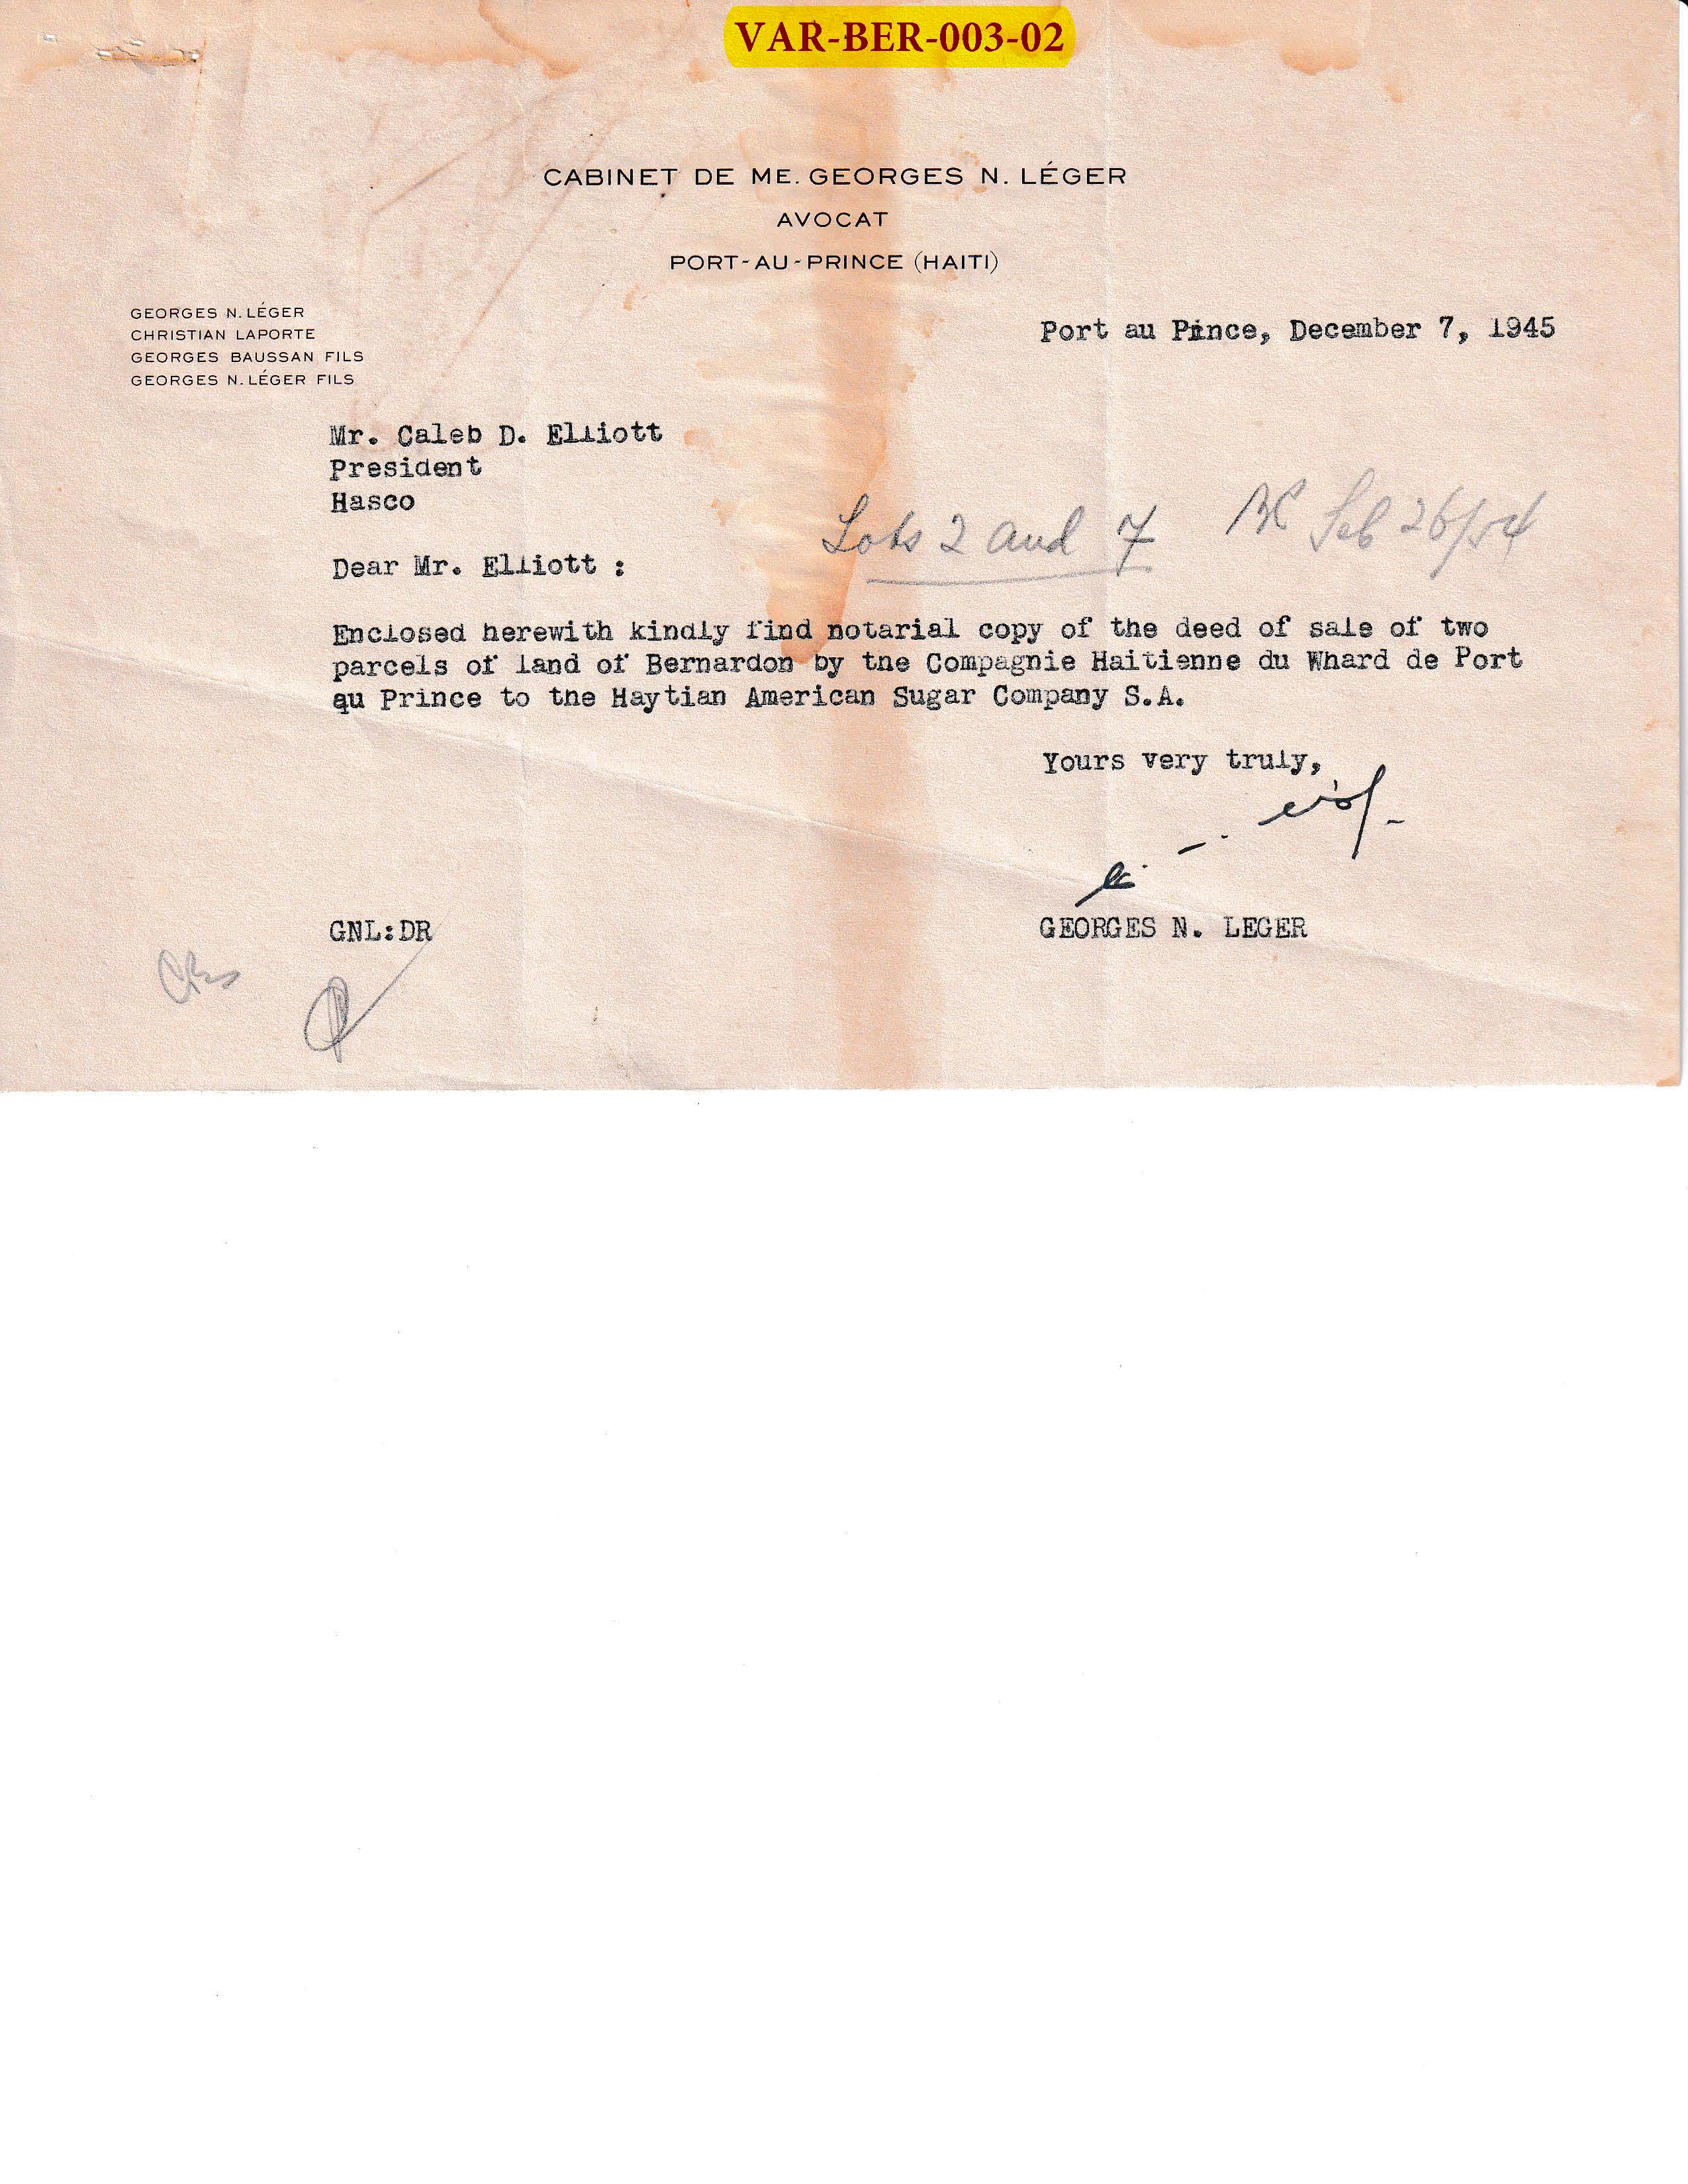 VAR-BER-003-02
CABINET DE ME. GEORGES N. LÉGER
AVOCAT
PORT-AU-PRINCE (HAITI)
GEORGES N. LÉGER
CHRISTIAN LAPORTE
GEORGES BAUSSAN FILS
GEORGES N. LÉGER FILS
Port au Pince, December 7, 1945
Mr. Caleb D. Elliott
President
Hasco
Lots 2 and 7 Feb 26/54
Dear Mr. Elliott :
Enclosed herewith kindly find notarial copy of the deed of sale of two
parcels of land of Bernardon by the Compagnie Haitienne du Whard de Port
au Prince to the Haytian American Sugar Company S.A.
Yours very truly,
GNL:DR
GEORGES N. LEGER